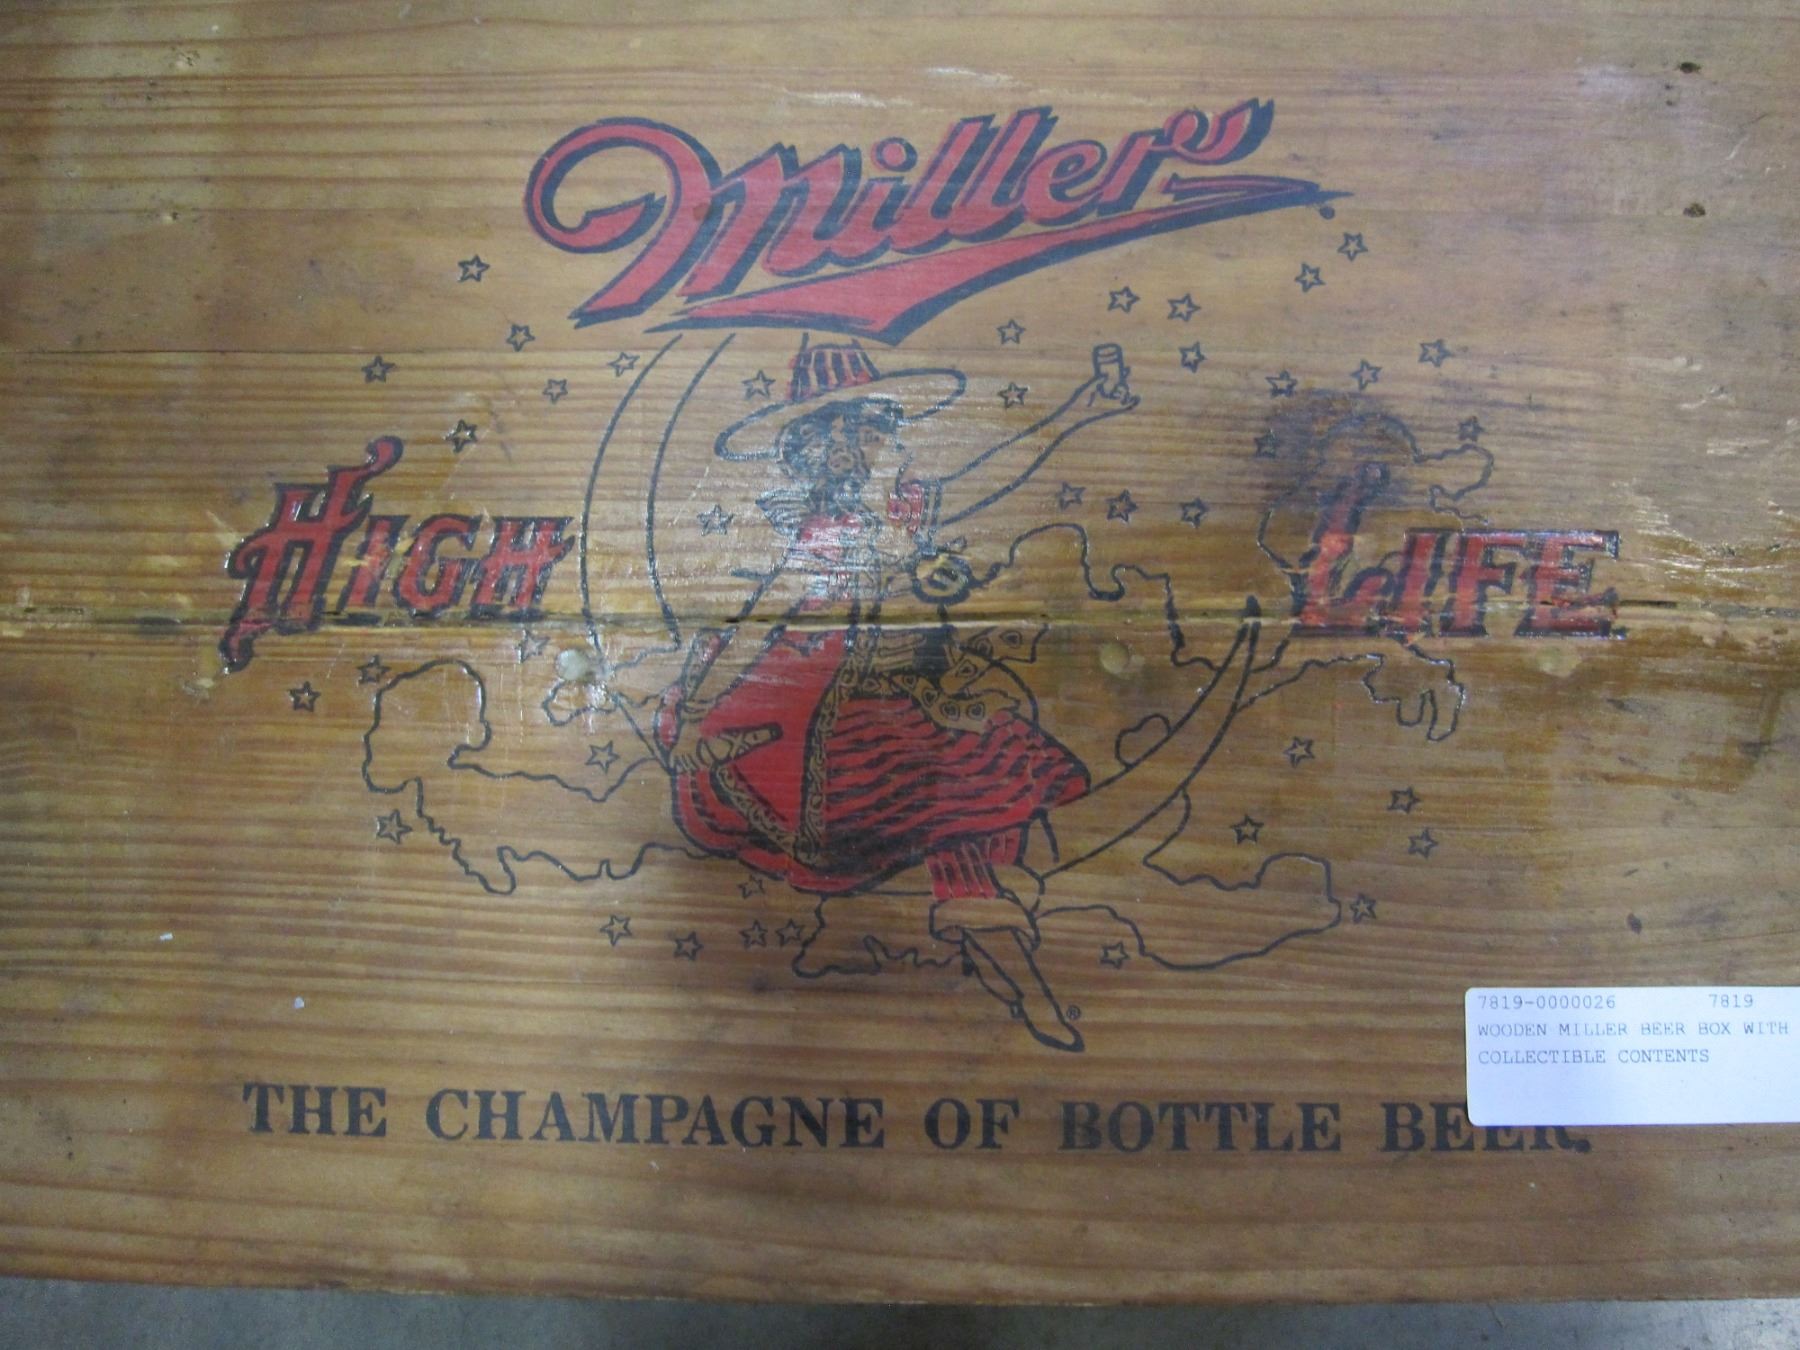 Miller's
HIGH LIFE
®
THE CHAMPAGNE OF BOTTLE BEER.
7819-0000026 7819
WOODEN MILLER BEER BOX WITH
COLLECTIBLE CONTENTS